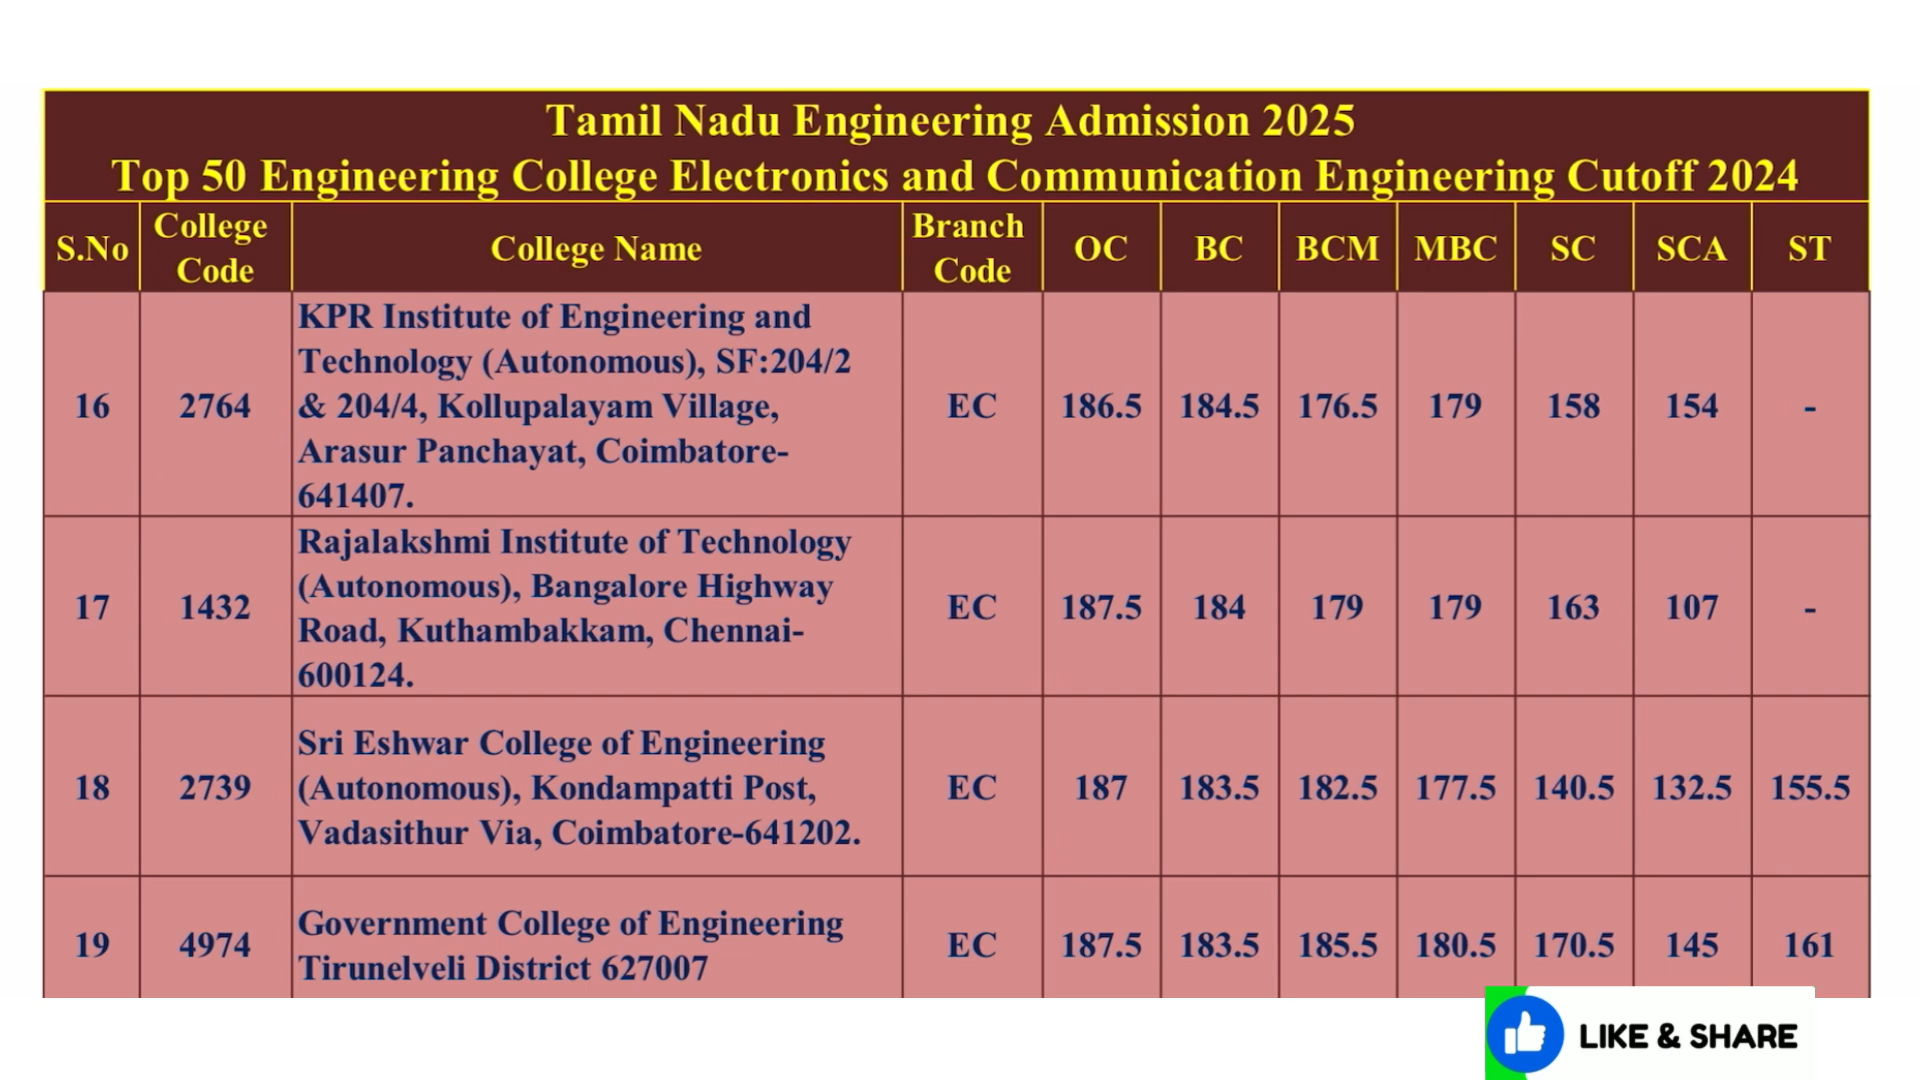 Tamil Nadu Engineering Admission 2025
Top 50 Engineering College Electronics and Communication Engineering Cutoff 2024
S.No College Code College Name Branch Code OC BC BCM MBC SC SCA ST
16 2764 KPR Institute of Engineering and
Technology (Autonomous), SF:204/2
& 204/4, Kollupalayam Village,
Arasur Panchayat, Coimbatore-
641407. EC 186.5 184.5 176.5 179 158 154 -
17 1432 Rajalakshmi Institute of Technology
(Autonomous), Bangalore Highway
Road, Kuthambakkam, Chennai-
600124. EC 187.5 184 179 179 163 107 -
18 2739 Sri Eshwar College of Engineering
(Autonomous), Kondampatti Post,
Vadasithur Via, Coimbatore-641202. EC 187 183.5 182.5 177.5 140.5 132.5 155.5
19 4974 Government College of Engineering
Tirunelveli District 627007 EC 187.5 183.5 185.5 180.5 170.5 145 161
LIKE & SHARE